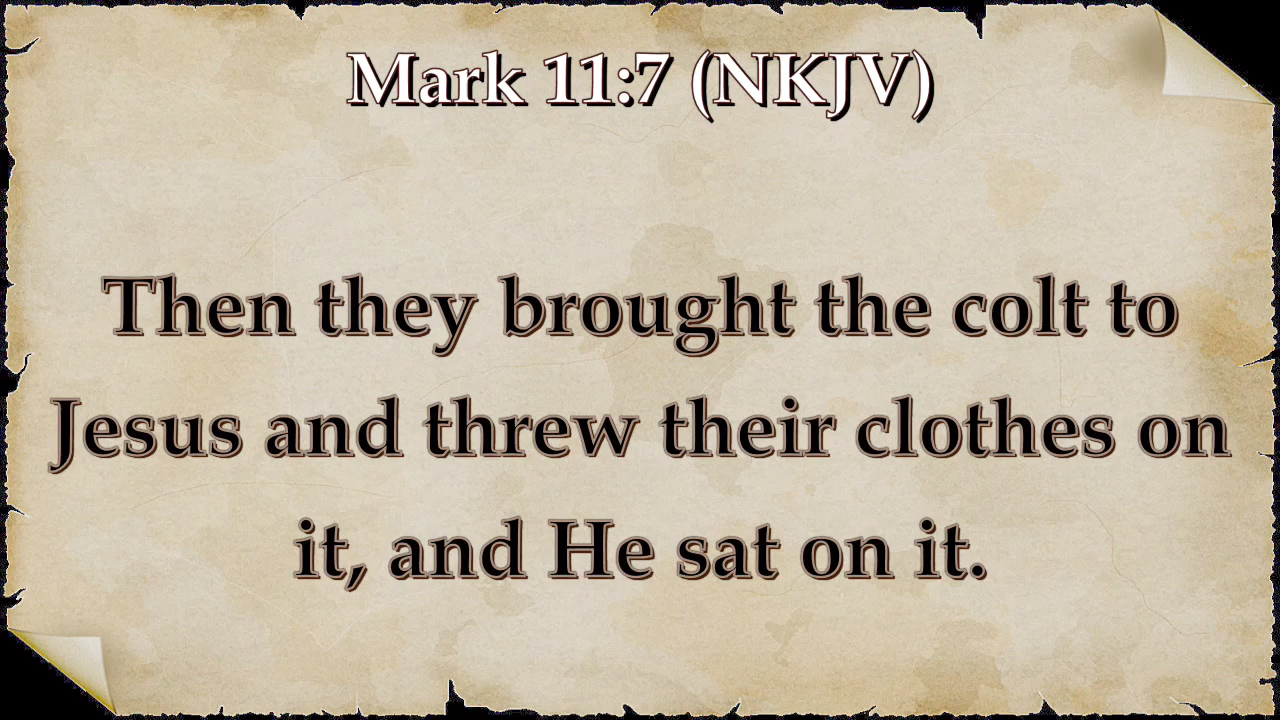 Mark 11:7 (NKJV)
Then they brought the colt to
Jesus and threw their clothes on
it, and He sat on it.